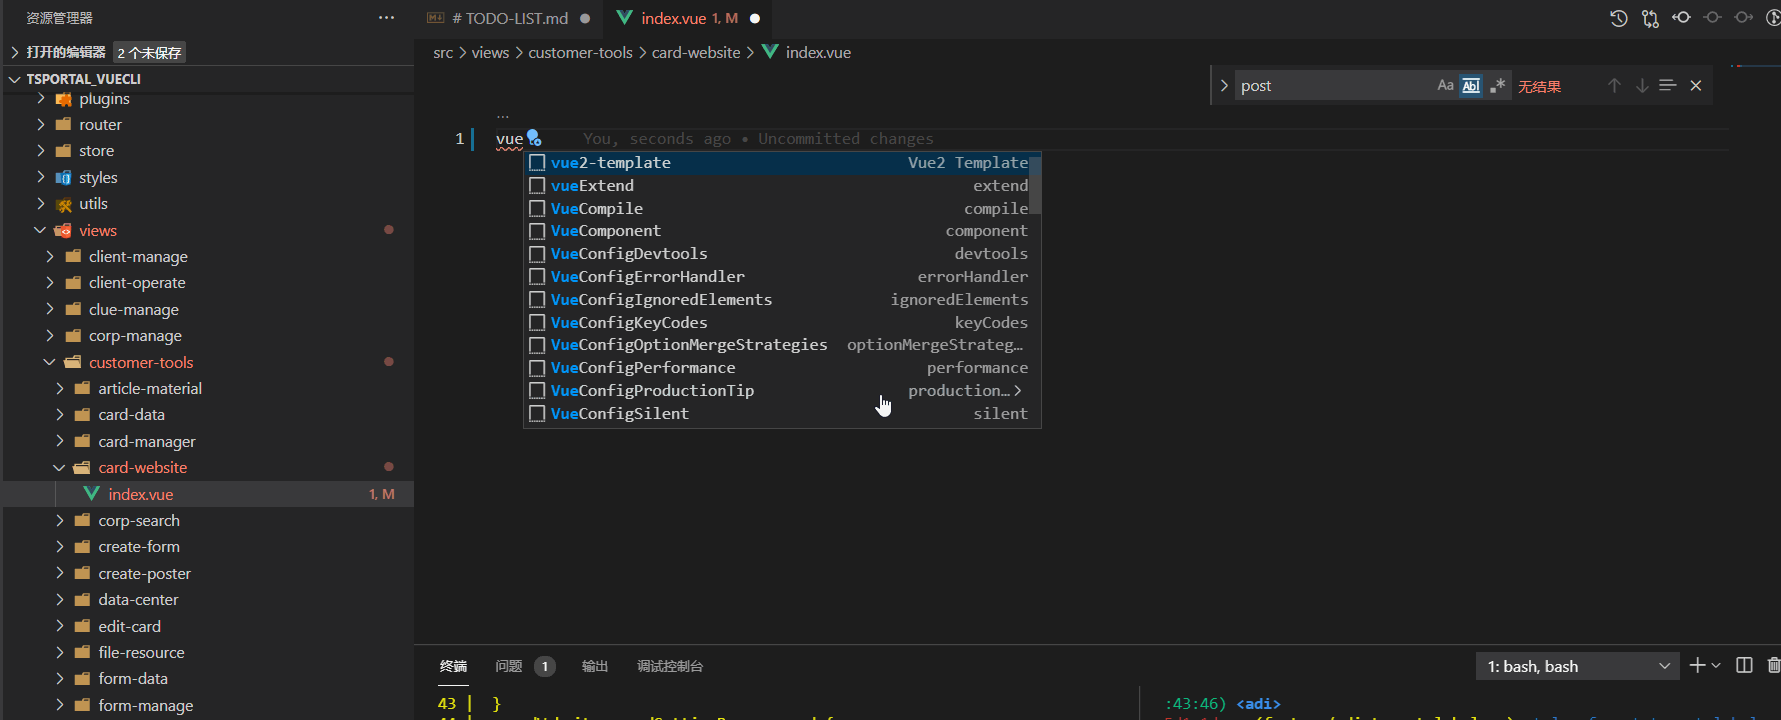 资源管理器
打开的编辑器 2 个未保存
TSPORTAL_VUECLI
plugins
router
store
styles
utils
views
client-manage
client-operate
clue-manage
corp-manage
customer-tools
article-material
card-data
card-manager
card-website
index.vue 1, M
corp-search
create-form
create-poster
data-center
edit-card
file-resource
form-data
form-manage
# TODO-LIST.md
index.vue 1, M
src > views > customer-tools > card-website > index.vue
post Aa Abl .* 无结果
...
1 vue You, seconds ago • Uncommitted changes
vue2-template Vue2 Template
vueExtend extend
VueCompile compile
VueComponent component
VueConfigDevtools devtools
VueConfigErrorHandler errorHandler
VueConfigIgnoredElements ignoredElements
VueConfigKeyCodes keyCodes
VueConfigOptionMergeStrategies optionMergeStrateg…
VueConfigPerformance performance
VueConfigProductionTip production…>
VueConfigSilent silent
终端 问题 1 输出 调试控制台
1: bash, bash
43 | }
:43:46) <adi>